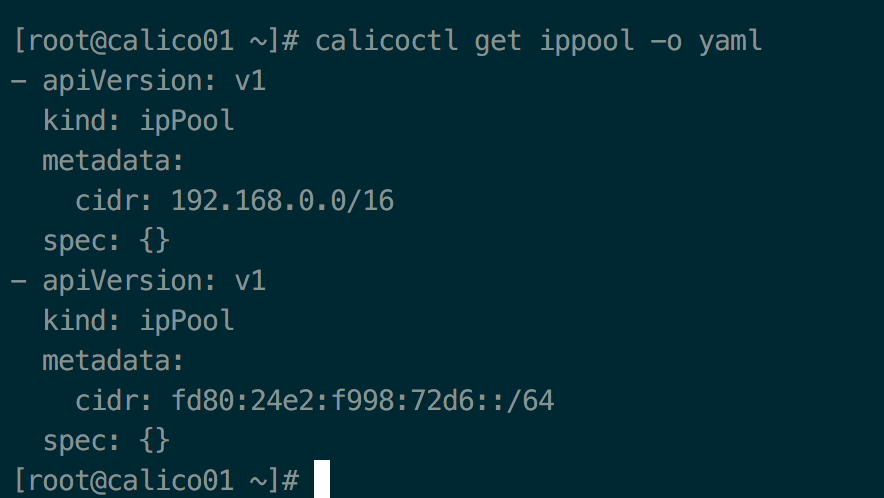 [root@calico01 ~]# calicoctl get ippool -o yaml
- apiVersion: v1
  kind: ipPool
  metadata:
    cidr: 192.168.0.0/16
  spec: {}
- apiVersion: v1
  kind: ipPool
  metadata:
    cidr: fd80:24e2:f998:72d6::/64
  spec: {}
[root@calico01 ~]#